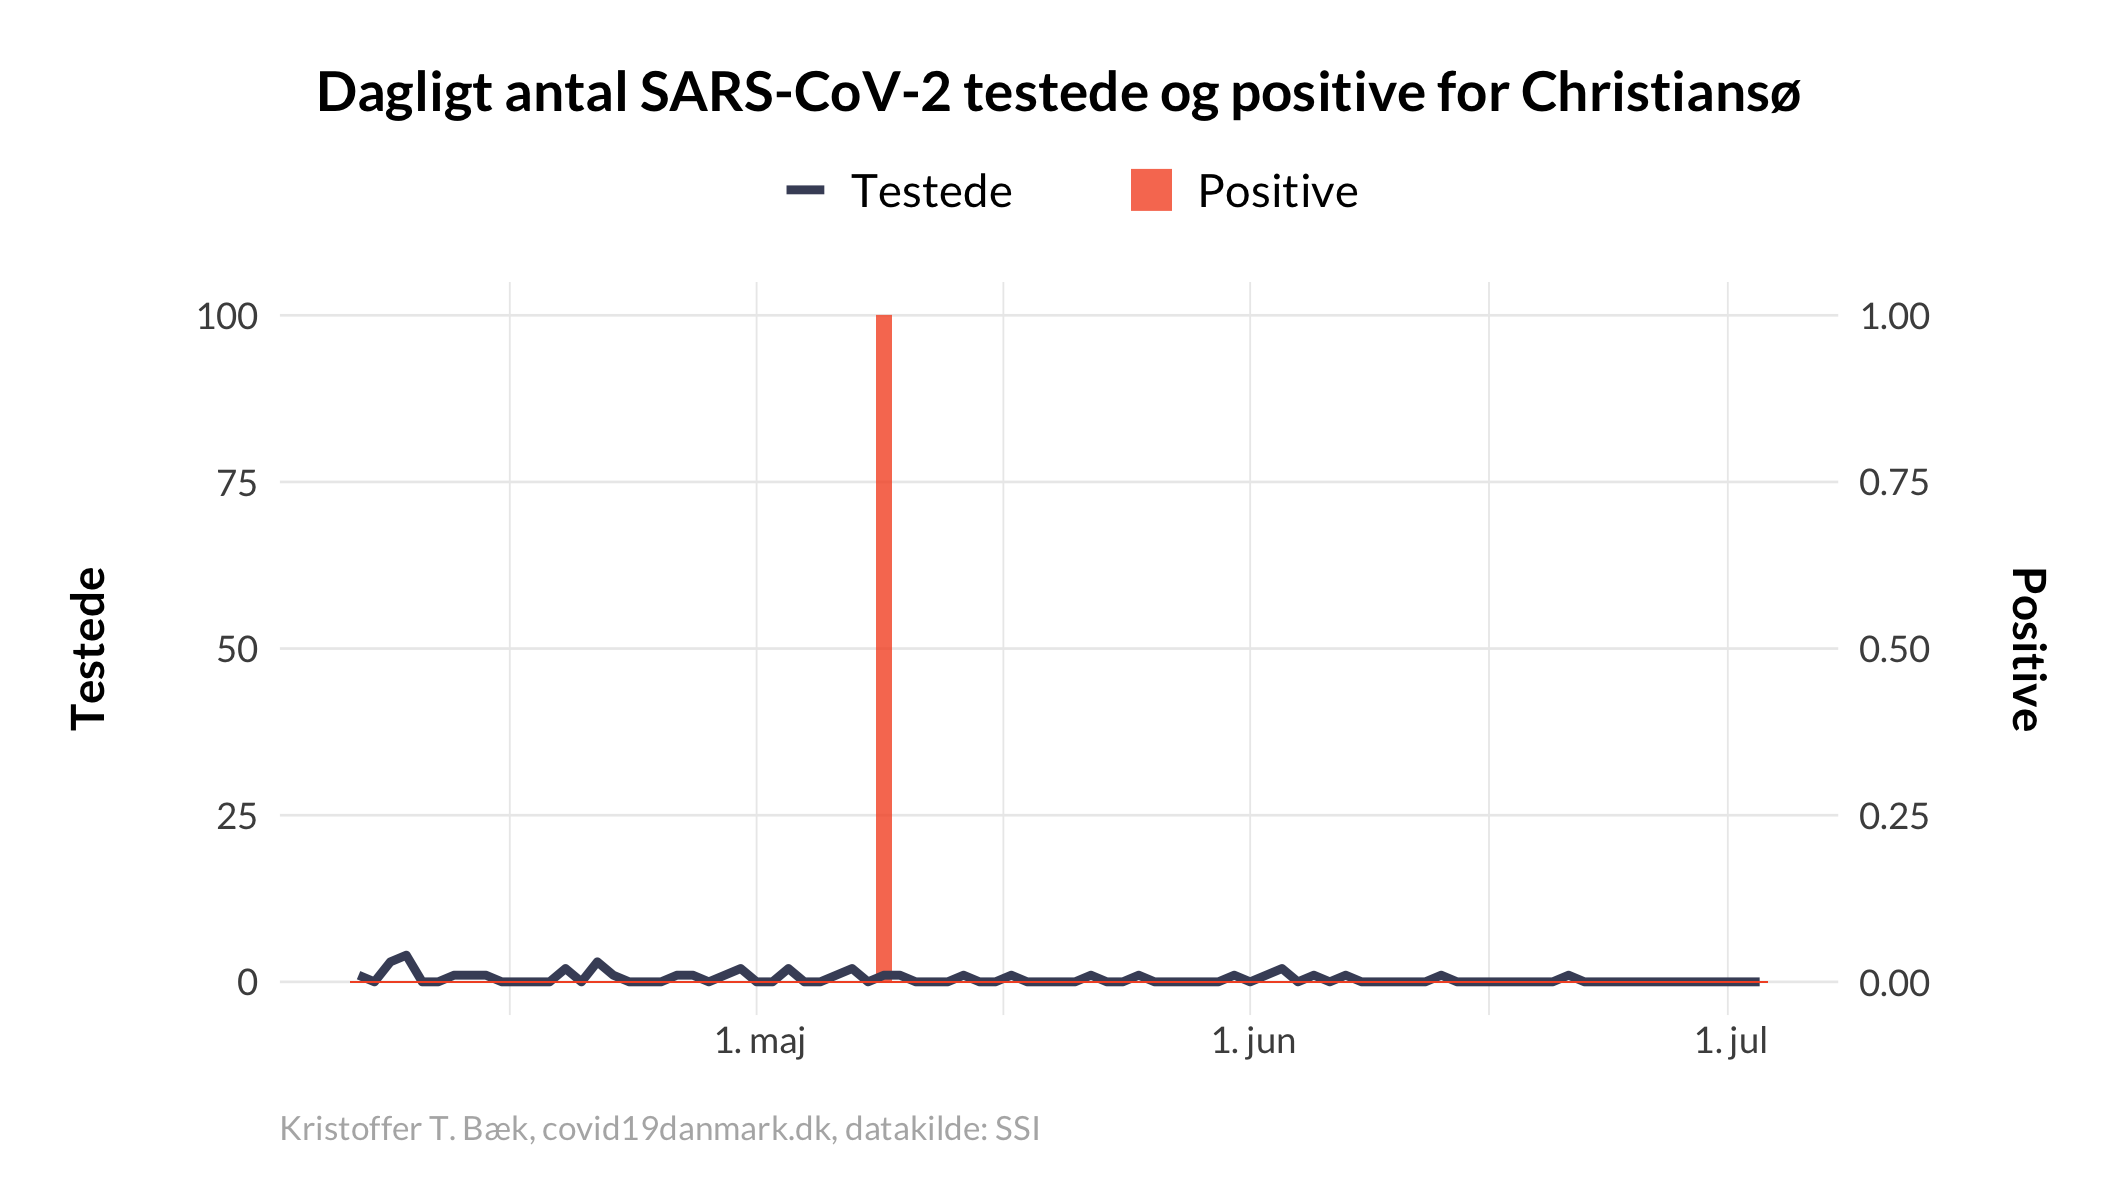 Dagligt antal SARS-CoV-2 testede og positive for Christiansø
Testede
Positive
100
75
50
25
0
Testede
1.00
0.75
0.50
0.25
0.00
Positive
1. maj
1. jun
1. jul
Kristoffer T. Bæk, covid19danmark.dk, datakilde: SSI